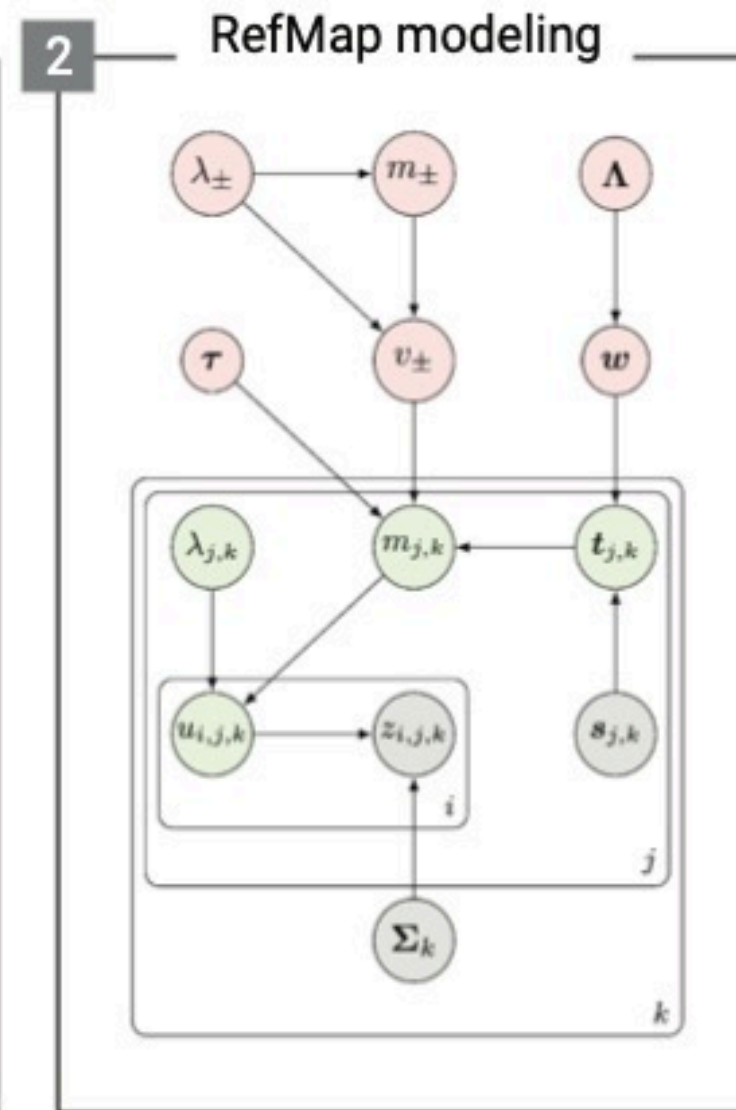 2 RefMap modeling
λ± m± Λ
τ v± w
λj,k mj,k tj,k
ui,j,k zi,j,k sj,k
i
j
Σk
k